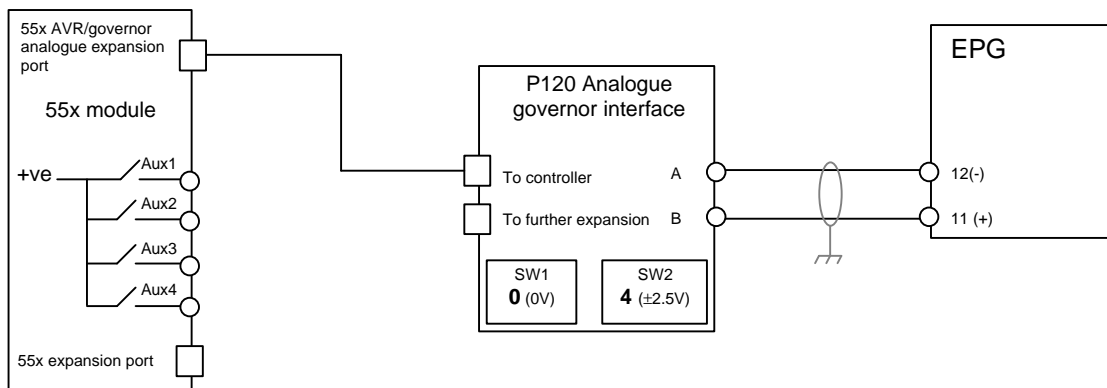 55x AVR/governor
analogue expansion
port
55x module
+ve
Aux1
Aux2
Aux3
Aux4
55x expansion port
P120 Analogue
governor interface
To controller
A
To further expansion
B
SW1
0 (0V)
SW2
4 (±2.5V)
EPG
12(-)
11 (+)